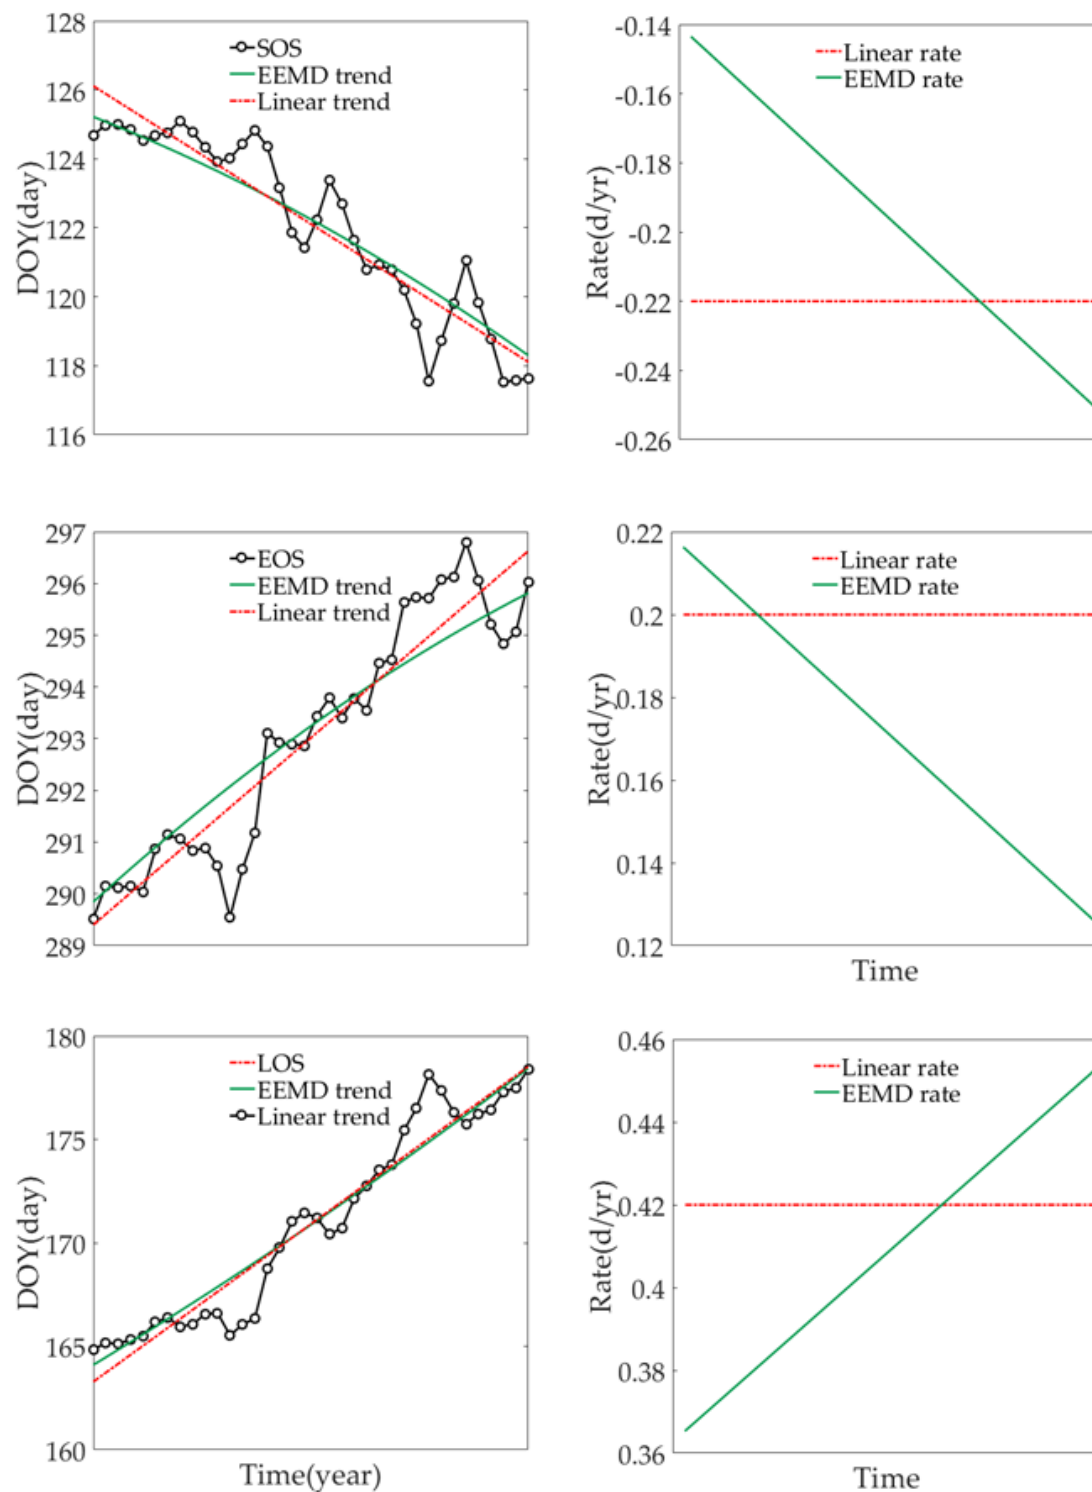 128
126
124
122
120
118
116
DOY(day)
SOS
EEMD trend
Linear trend
-0.14
-0.16
-0.18
-0.2
-0.22
-0.24
-0.26
Rate(d/yr)
Linear rate
EEMD rate
297
296
295
294
293
292
291
290
289
DOY(day)
EOS
EEMD trend
Linear trend
0.22
0.2
0.18
0.16
0.14
0.12
Rate(d/yr)
Linear rate
EEMD rate
Time
180
175
170
165
160
DOY(day)
LOS
EEMD trend
Linear trend
Time(year)
0.46
0.44
0.42
0.4
0.38
0.36
Rate(d/yr)
Linear rate
EEMD rate
Time